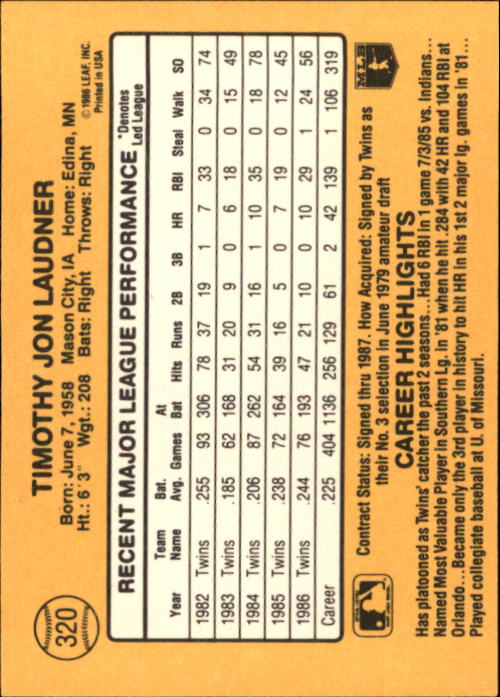 320
TIMOTHY JON LAUDNER
Born: June 7, 1958 Mason City, IA Home: Edina, MN
Ht.: 6' 3" Wgt.: 208 Bats: Right Throws: Right
© 1986 LEAF, INC.
Printed in USA
RECENT MAJOR LEAGUE PERFORMANCE *Denotes
Led League
Year Team Name Bat. Avg. Games At Bat Hits Runs 2B 3B HR RBI Steal Walk SO
1982 Twins .255 93 306 78 37 19 1 7 33 0 34 74
1983 Twins .185 62 168 31 20 9 0 6 18 0 15 49
1984 Twins .206 87 262 54 31 16 1 10 35 0 18 78
1985 Twins .238 72 164 39 16 5 0 7 19 0 12 45
1986 Twins .244 76 193 47 21 10 0 10 29 1 24 56
Career .225 404 1136 256 129 61 2 42 139 1 106 319
Contract Status: Signed thru 1987. How Acquired: Signed by Twins as
their No. 3 selection in June 1979 amateur draft
MLB
CAREER HIGHLIGHTS
Has platooned as Twins' catcher the past 2 seasons...Had 6 RBI in 1 game 7/3/85 vs. Indians...
Named Most Valuable Player in Southern Lg. in '81 when he hit .284 with 42 HR and 104 RBI at
Orlando...Became only the 3rd player in history to hit HR in his 1st 2 major lg. games in '81...
Played collegiate baseball at U. of Missouri.